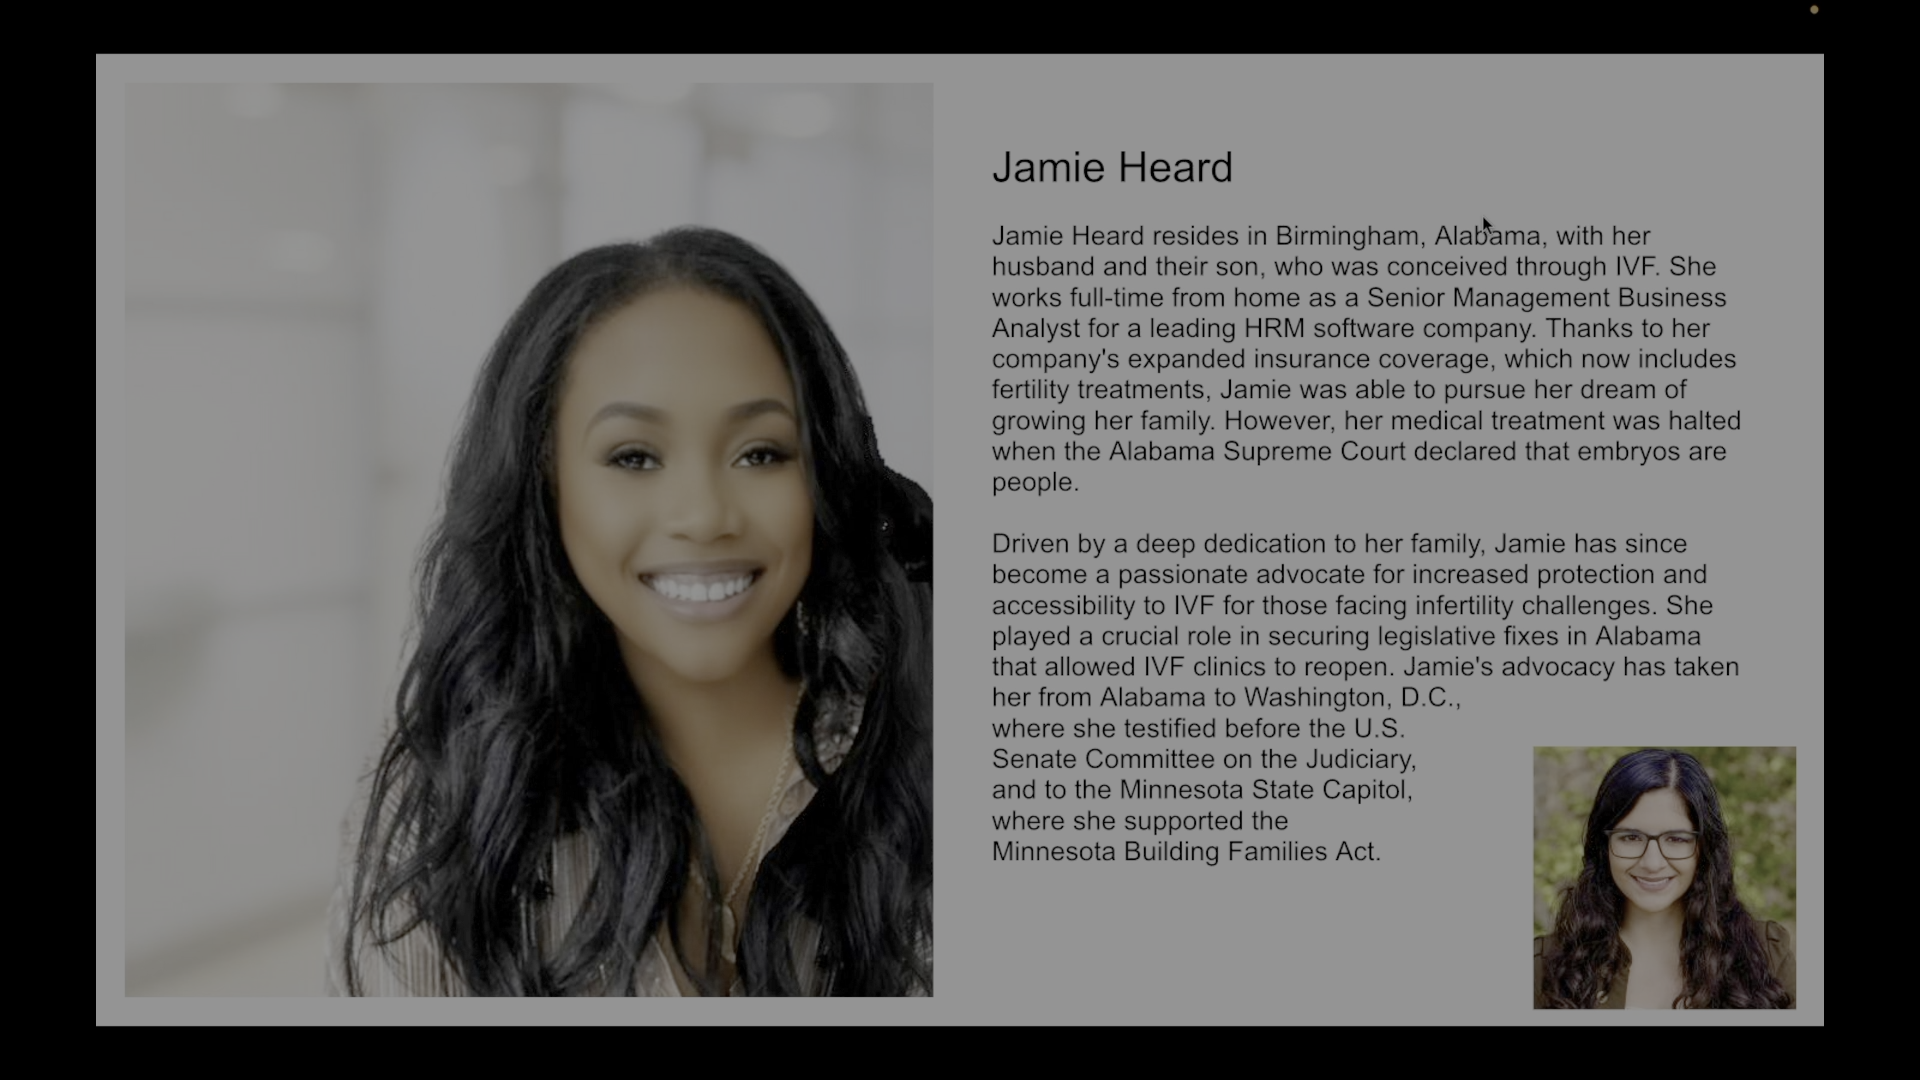 Jamie Heard
Jamie Heard resides in Birmingham, Alabama, with her
husband and their son, who was conceived through IVF. She
works full-time from home as a Senior Management Business
Analyst for a leading HRM software company. Thanks to her
company's expanded insurance coverage, which now includes
fertility treatments, Jamie was able to pursue her dream of
growing her family. However, her medical treatment was halted
when the Alabama Supreme Court declared that embryos are
people.
Driven by a deep dedication to her family, Jamie has since
become a passionate advocate for increased protection and
accessibility to IVF for those facing infertility challenges. She
played a crucial role in securing legislative fixes in Alabama
that allowed IVF clinics to reopen. Jamie's advocacy has taken
her from Alabama to Washington, D.C.,
where she testified before the U.S.
Senate Committee on the Judiciary,
and to the Minnesota State Capitol,
where she supported the
Minnesota Building Families Act.